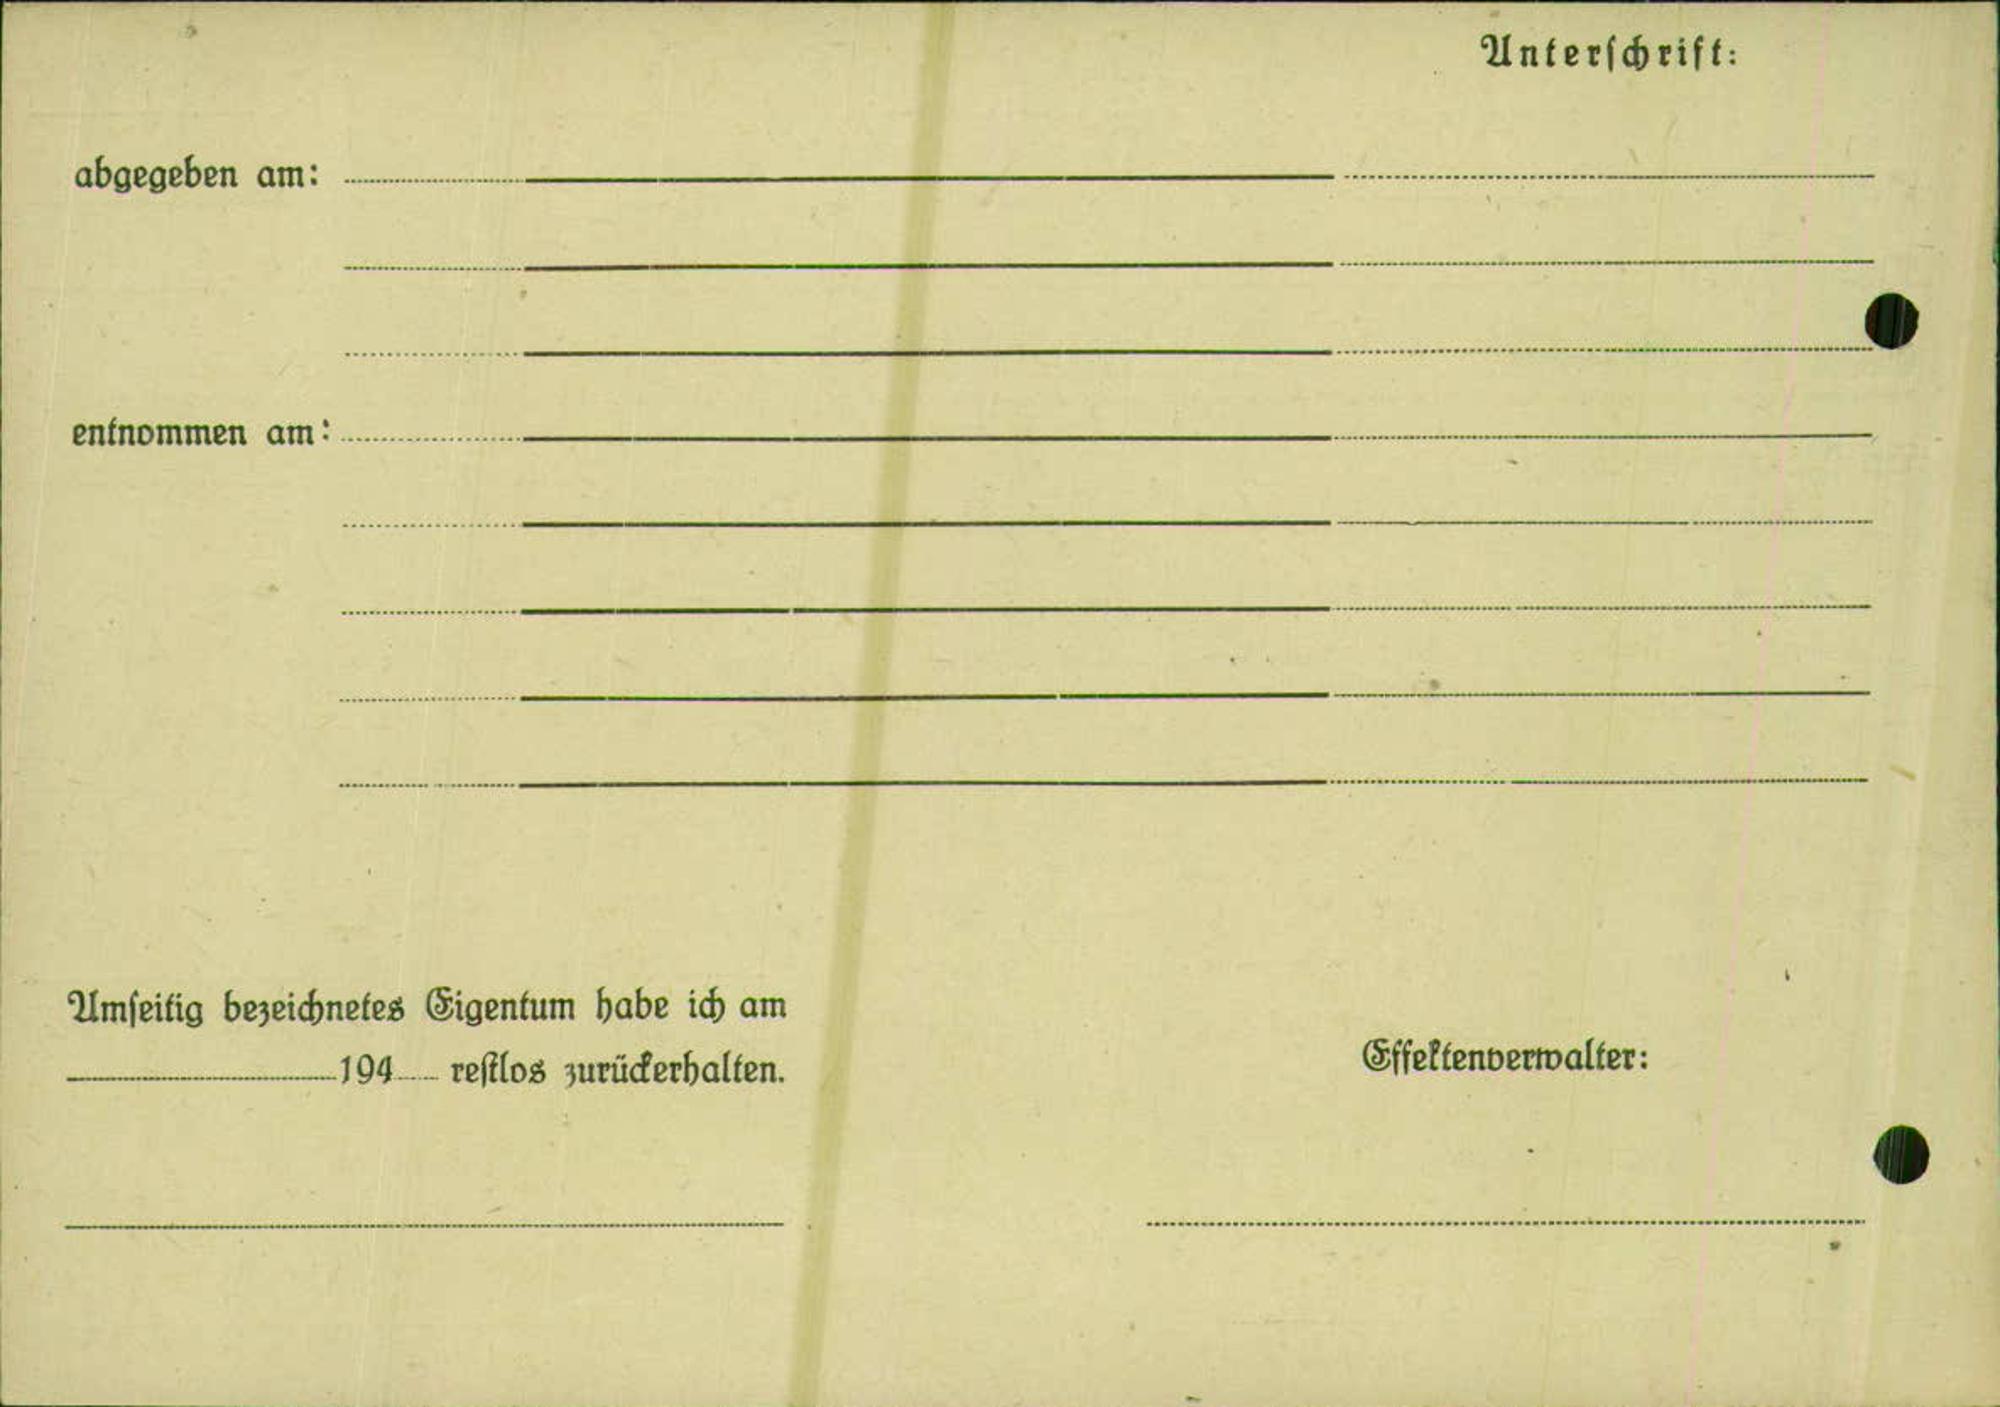 Unterschrift:
abgegeben am:
entnommen am:
Umseitig bezeichnetes Eigentum habe ich am
194 restlos zurückerhalten.
Effektenverwalter: